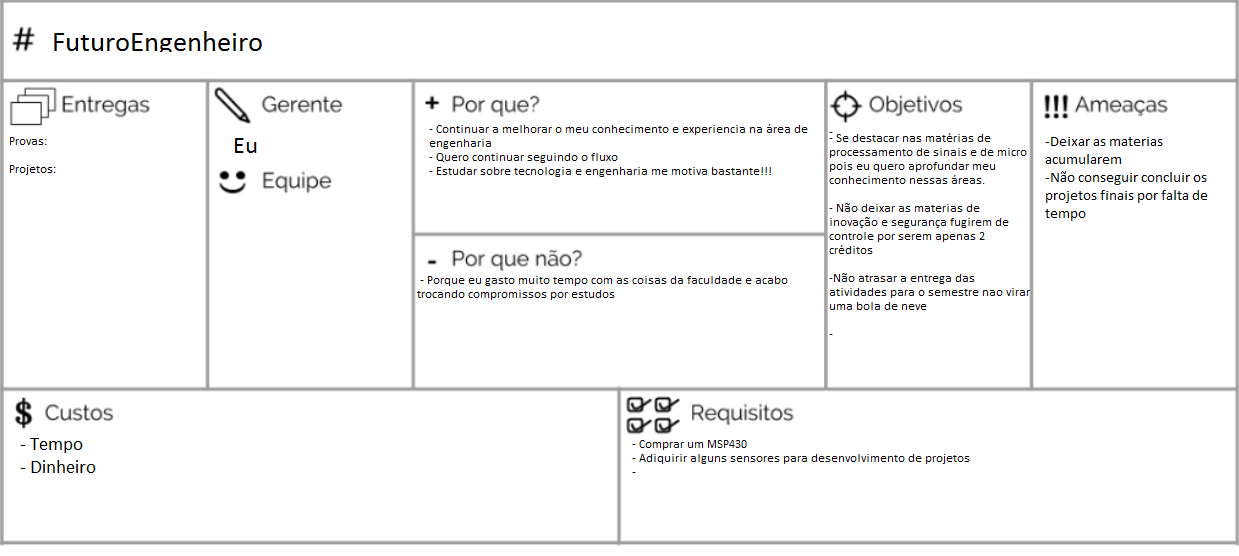 # FuturoEngenheiro
Entregas
Provas:
Projetos:
Gerente
Eu
Equipe
+ Por que?
- Continuar a melhorar o meu conhecimento e experiencia na área de
engenharia
- Quero continuar seguindo o fluxo
- Estudar sobre tecnologia e engenharia me motiva bastante!!!
- Por que não?
- Porque eu gasto muito tempo com as coisas da faculdade e acabo
trocando compromissos por estudos
Objetivos
- Se destacar nas matérias de
processamento de sinais e de micro
pois eu quero aprofundar meu
conhecimento nessas áreas.
- Não deixar as materias de
inovação e segurança fugirem de
controle por serem apenas 2
créditos
-Não atrasar a entrega das
atividades para o semestre nao virar
uma bola de neve
-
!!! Ameaças
-Deixar as materias
acumularem
-Não conseguir concluir os
projetos finais por falta de
tempo
$ Custos
- Tempo
- Dinheiro
Requisitos
- Comprar um MSP430
- Adiquirir alguns sensores para desenvolvimento de projetos
-